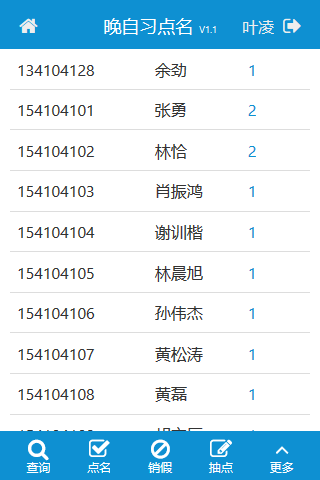 晚自习点名 V1.1 叶凌
134104128 余劲 1
154104101 张勇 2
154104102 林恰 2
154104103 肖振鸿 1
154104104 谢训楷 1
154104105 林晨旭 1
154104106 孙伟杰 1
154104107 黄松涛 1
154104108 黄磊 1
查询 点名 销假 抽点 更多